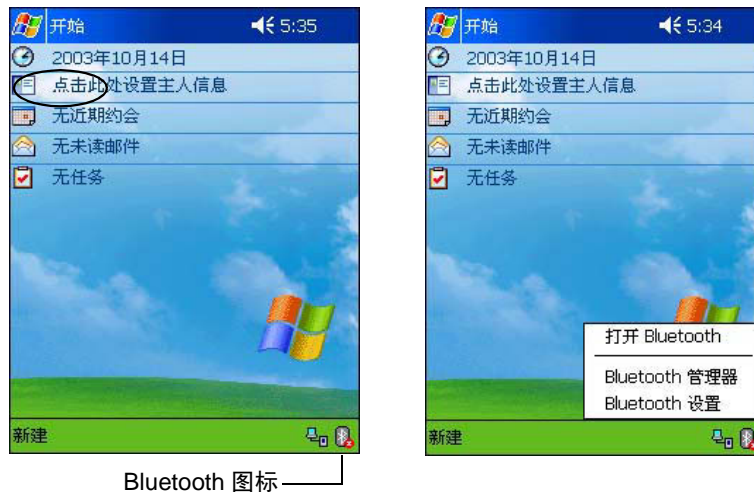 开始 5:35
2003年10月14日
点击此处设置主人信息
无近期约会
无未读邮件
无任务
新建
Bluetooth 图标
开始 5:34
2003年10月14日
点击此处设置主人信息
无近期约会
无未读邮件
无任务
打开 Bluetooth
Bluetooth 管理器
Bluetooth 设置
新建